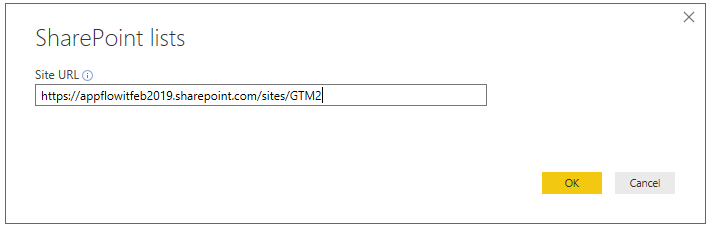 SharePoint lists
Site URL
https://appflowitfeb2019.sharepoint.com/sites/GTM2
OK Cancel